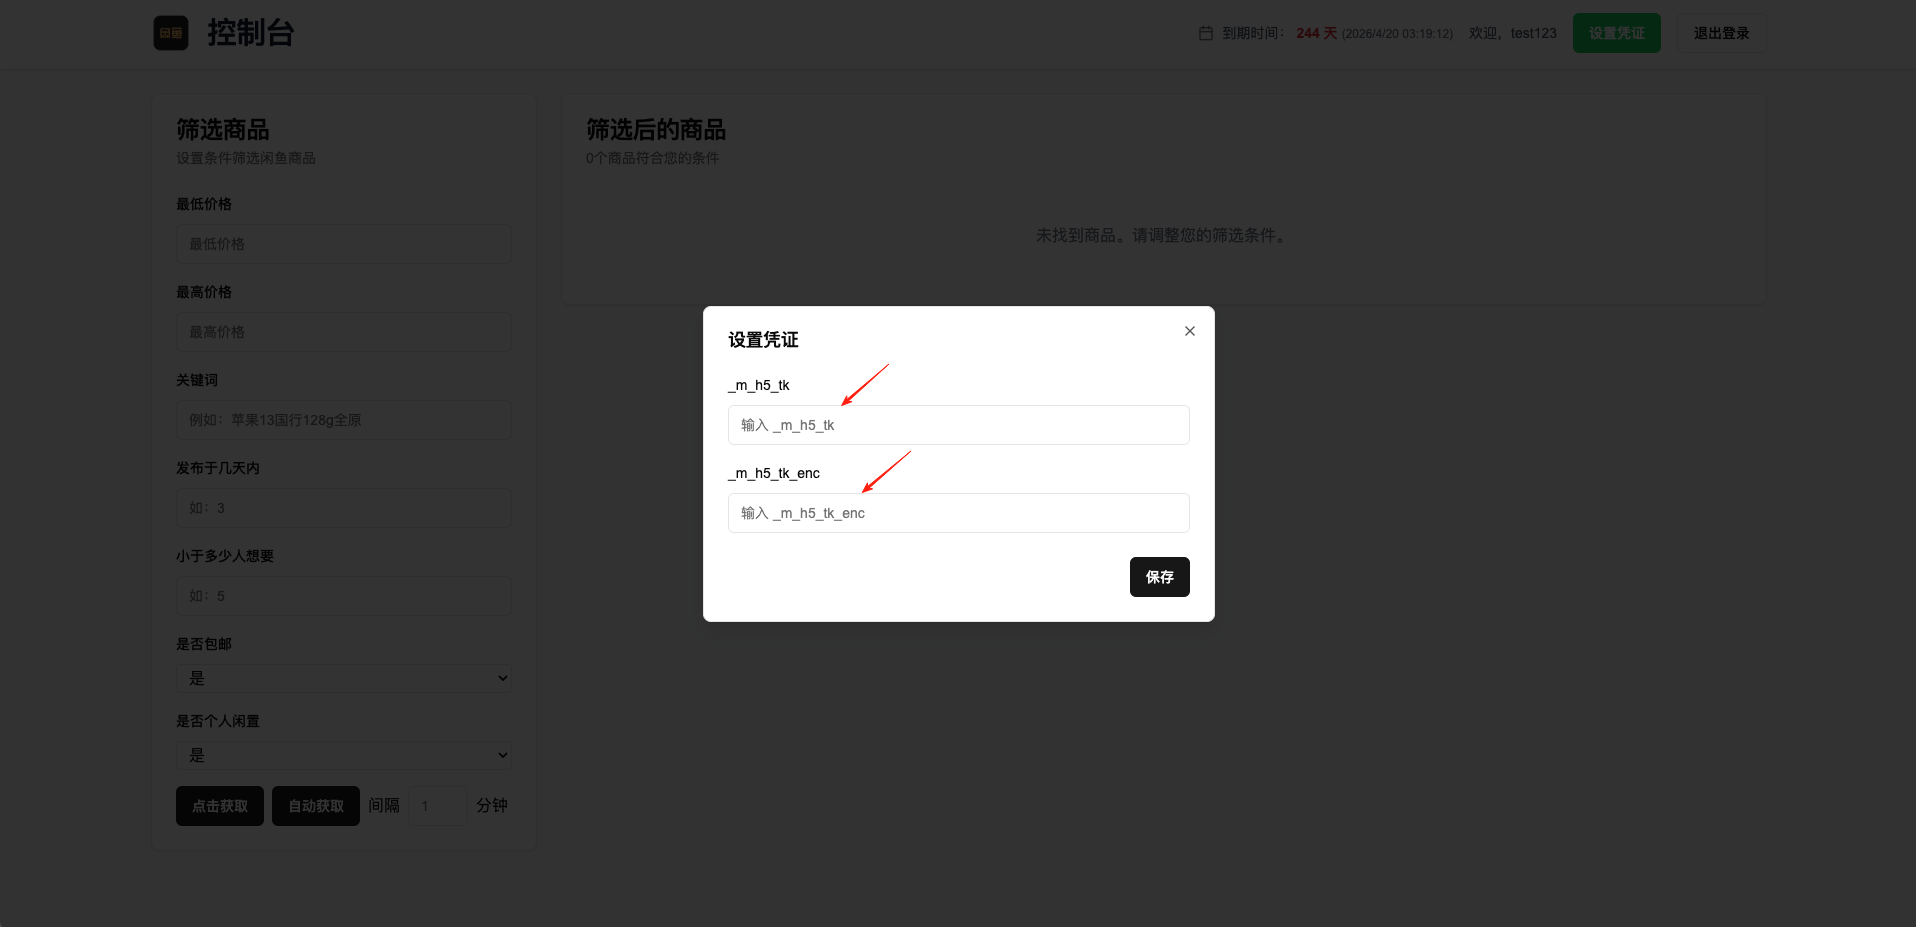 闲鱼
控制台
到期时间： 244 天 (2026/4/20 03:19:12) 欢迎，test123 设置凭证 退出登录
筛选商品
设置条件筛选闲鱼商品
最低价格
最低价格
最高价格
最高价格
关键词
例如：苹果13国行128g全原
发布于几天内
如：3
小于多少人想要
如：5
是否包邮
是
是否个人闲置
是
点击获取 自动获取 间隔 1 分钟
筛选后的商品
0个商品符合您的条件
未找到商品。请调整您的筛选条件。
设置凭证
_m_h5_tk
输入 _m_h5_tk
_m_h5_tk_enc
输入 _m_h5_tk_enc
保存